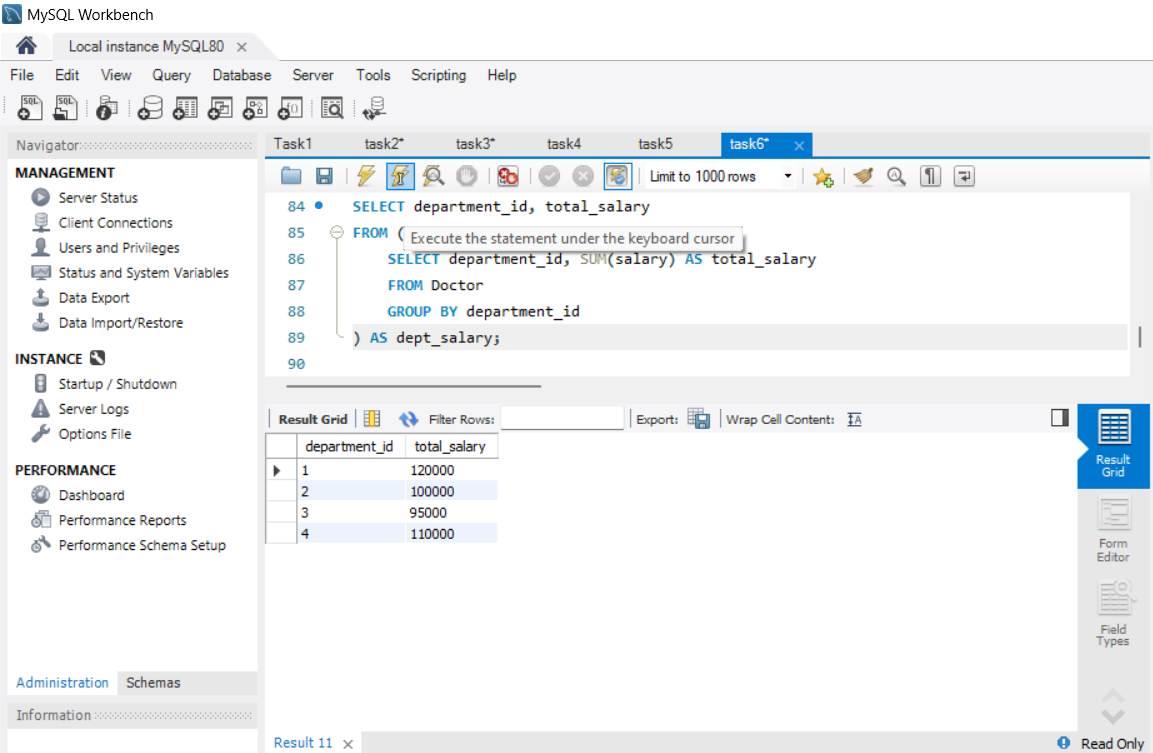 MySQL Workbench
Local instance MySQL80
File Edit View Query Database Server Tools Scripting Help
Navigator
MANAGEMENT
Server Status
Client Connections
Users and Privileges
Status and System Variables
Data Export
Data Import/Restore
INSTANCE
Startup / Shutdown
Server Logs
Options File
PERFORMANCE
Dashboard
Performance Reports
Performance Schema Setup
Administration Schemas
Information
Task1 task2* task3* task4 task5 task6*
Limit to 1000 rows
84 SELECT department_id, total_salary
85 FROM (
Execute the statement under the keyboard cursor
86 SELECT department_id, SUM(salary) AS total_salary
87 FROM Doctor
88 GROUP BY department_id
89 ) AS dept_salary;
90
Result Grid Filter Rows: Export: Wrap Cell Content:
department_id total_salary
1 120000
2 100000
3 95000
4 110000
Result
Grid
Form
Editor
Field
Types
Result 11
Read Only